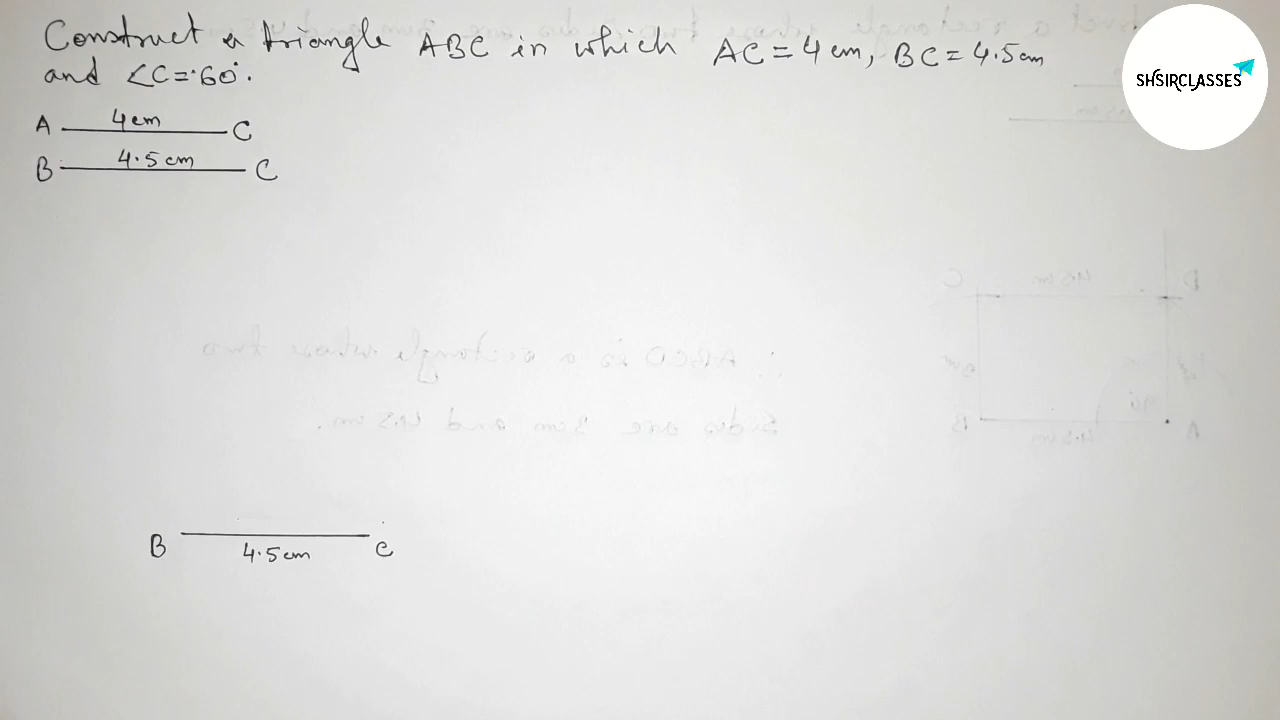 Construct a triangle ABC in which AC = 4 cm, BC = 4.5 cm
and ∠C = 60°.
SHSIRCLASSES
A 4 cm C
B 4.5 cm C
B 4.5 cm C